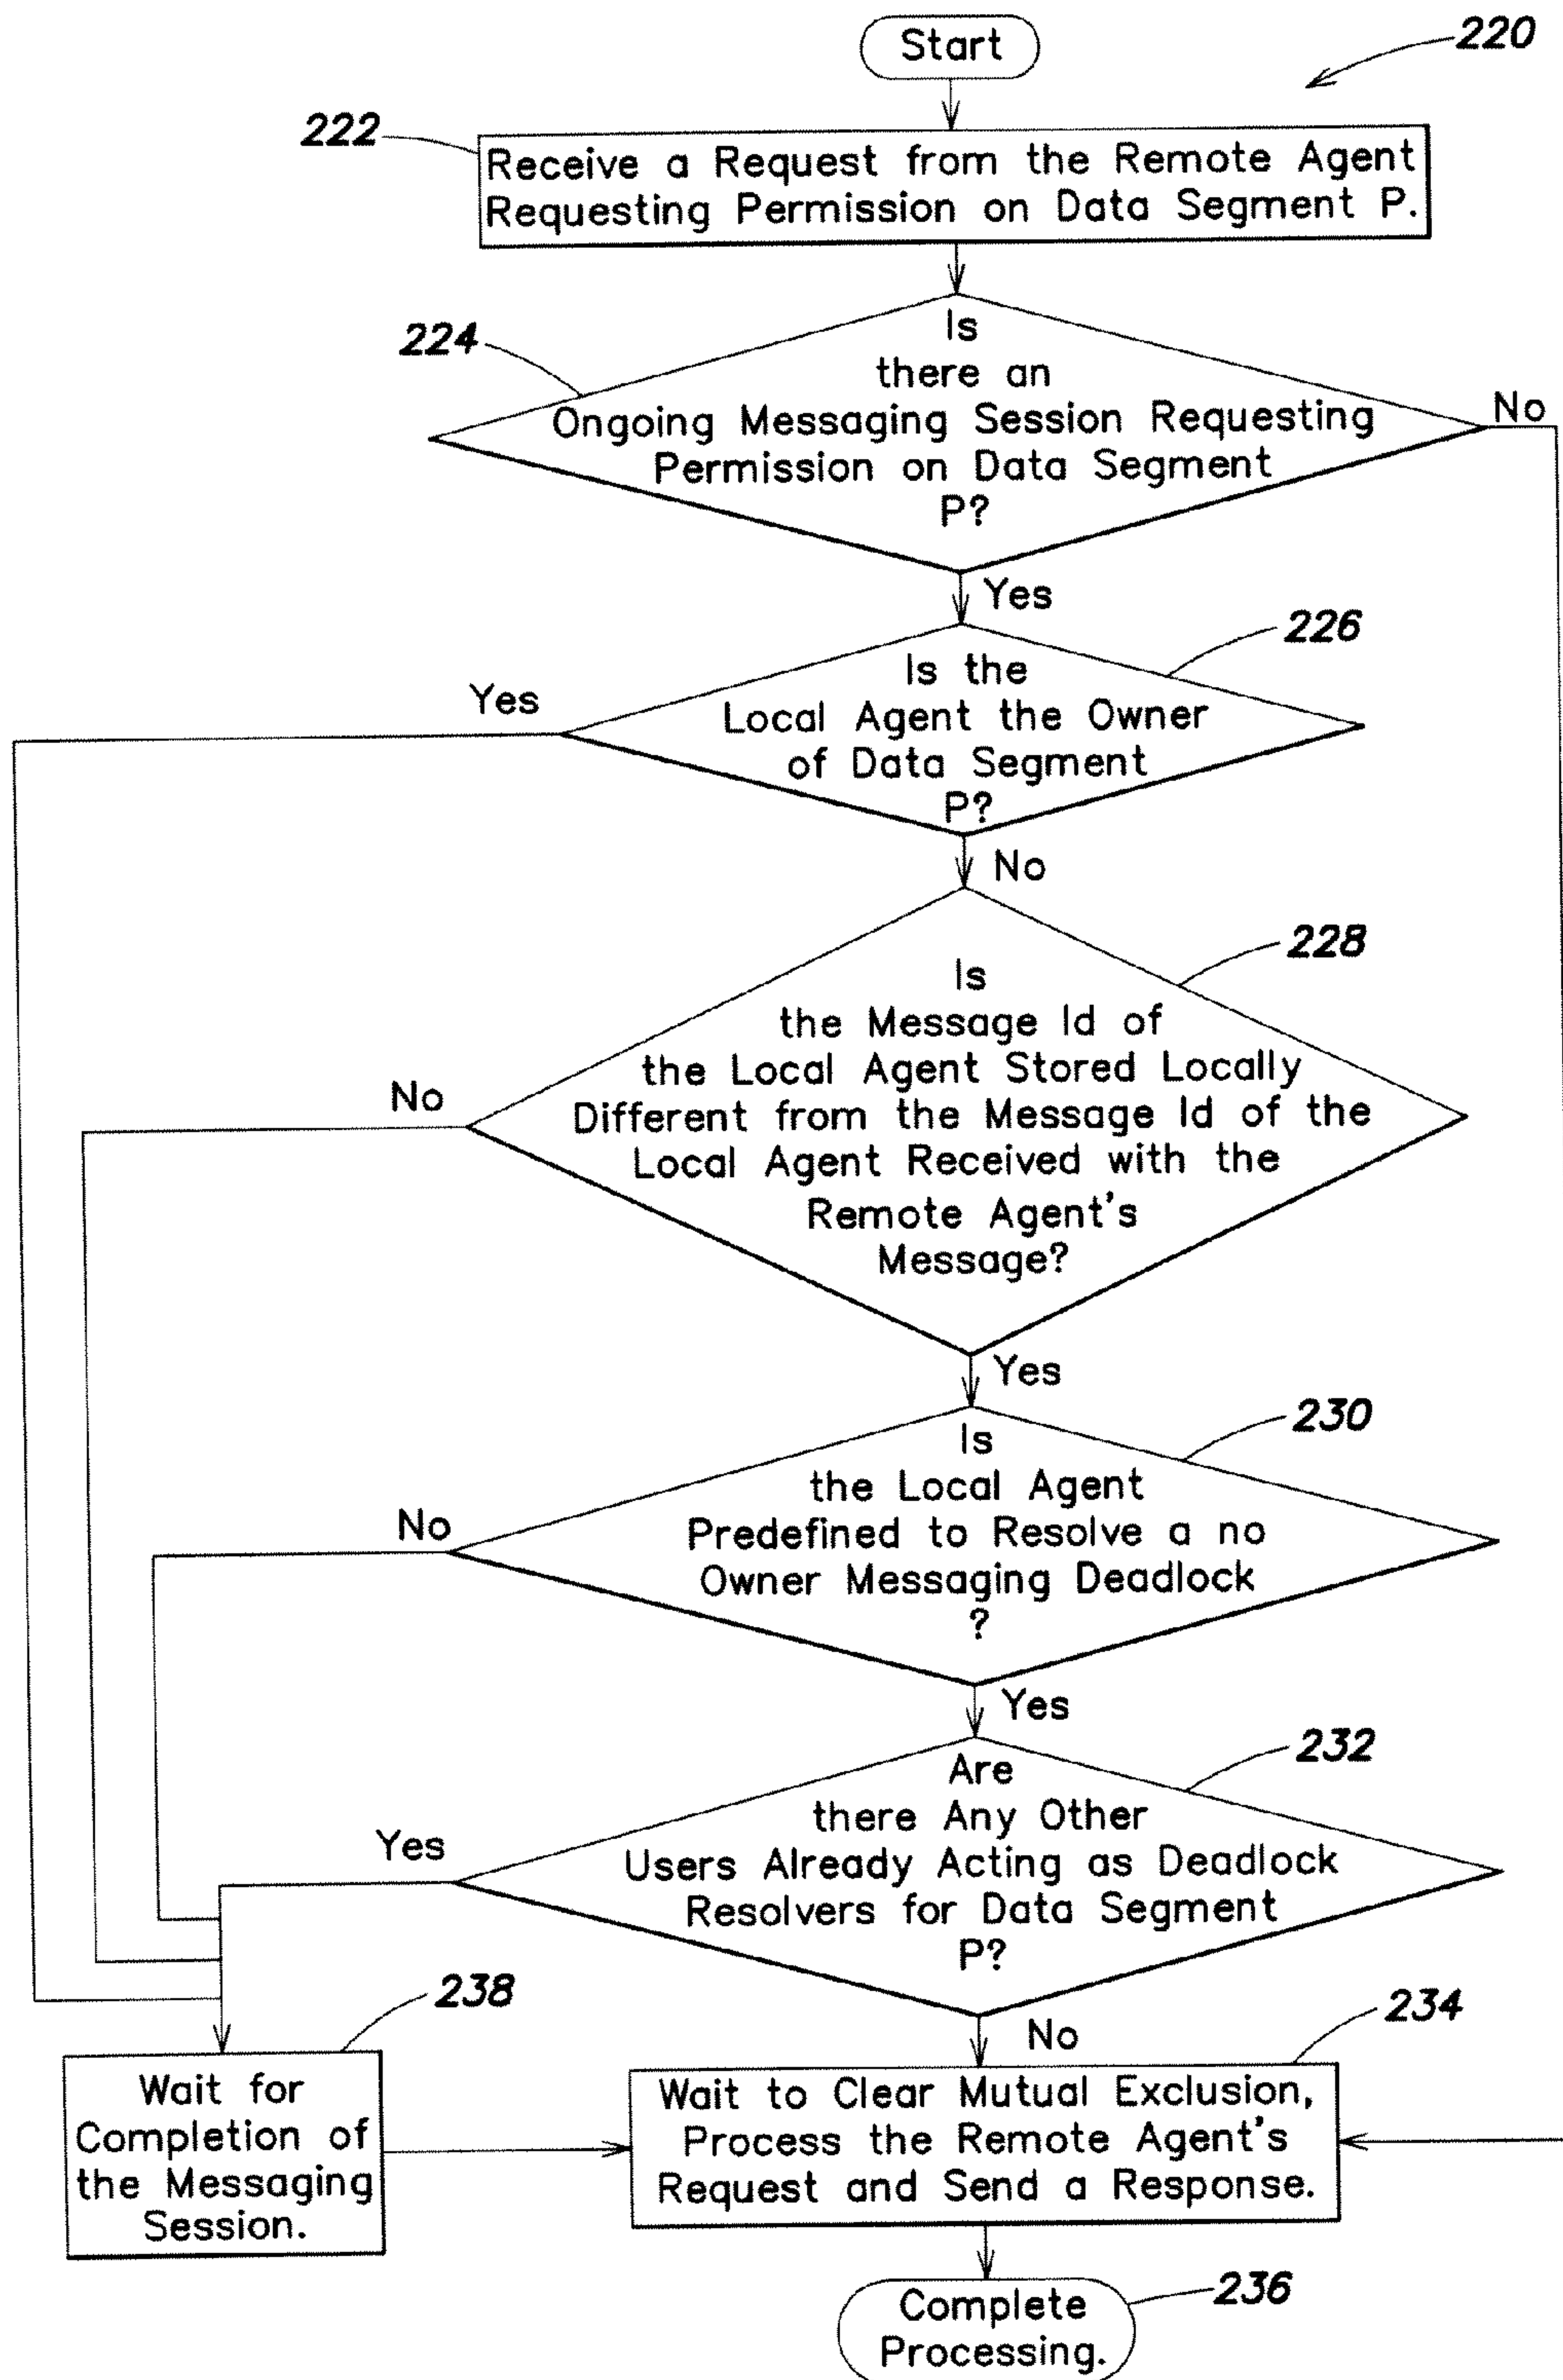 Start
220
222
Receive a Request from the Remote Agent
Requesting Permission on Data Segment P.
224
Is
there an
Ongoing Messaging Session Requesting
Permission on Data Segment
P?
No
Yes
226
Is the
Local Agent the Owner
of Data Segment
P?
Yes
No
228
Is
the Message Id of
the Local Agent Stored Locally
Different from the Message Id of the
Local Agent Received with the
Remote Agent's
Message?
No
Yes
230
Is
the Local Agent
Predefined to Resolve a no
Owner Messaging Deadlock
?
No
Yes
232
Are
there Any Other
Users Already Acting as Deadlock
Resolvers for Data Segment
P?
Yes
No
238
Wait for
Completion of
the Messaging
Session.
234
Wait to Clear Mutual Exclusion,
Process the Remote Agent's
Request and Send a Response.
236
Complete
Processing.